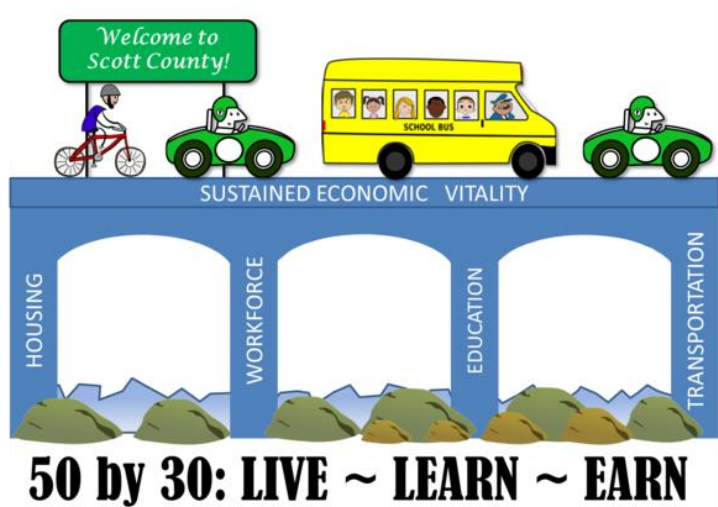 Welcome to
Scott County!
SCHOOL BUS
SUSTAINED ECONOMIC VITALITY
HOUSING
WORKFORCE
EDUCATION
TRANSPORTATION
50 by 30: LIVE ~ LEARN ~ EARN